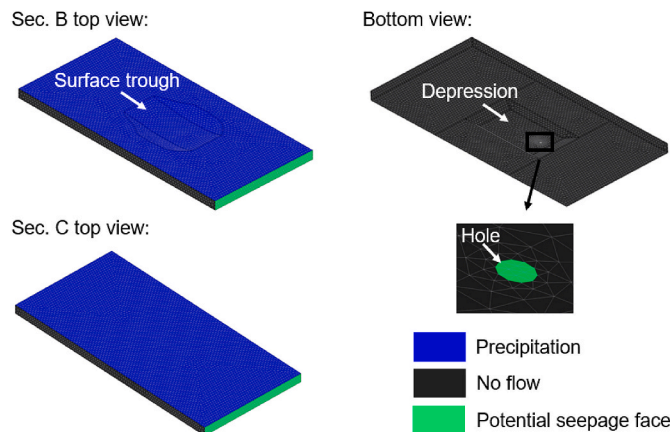 Sec. B top view:
Bottom view:
Surface trough
Depression
Sec. C top view:
Hole
Precipitation
No flow
Potential seepage face